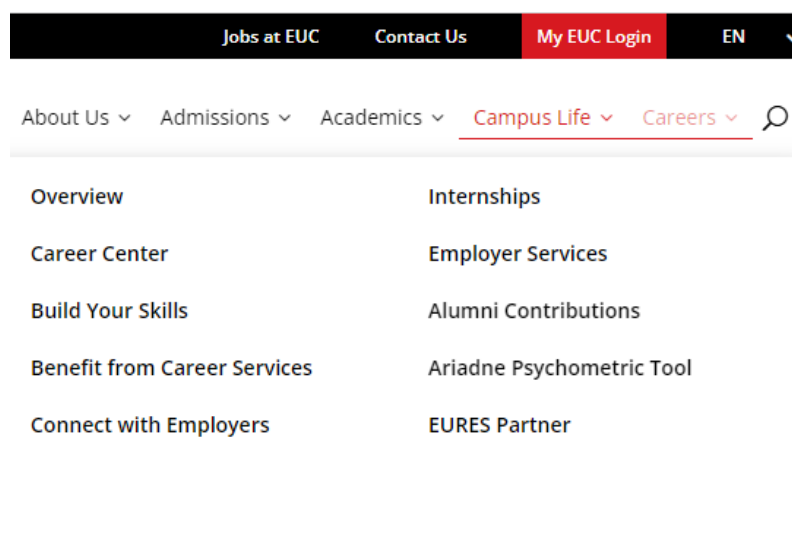 Jobs at EUC Contact Us My EUC Login EN
About Us Admissions Academics Campus Life Careers
Overview
Career Center
Build Your Skills
Benefit from Career Services
Connect with Employers
Internships
Employer Services
Alumni Contributions
Ariadne Psychometric Tool
EURES Partner